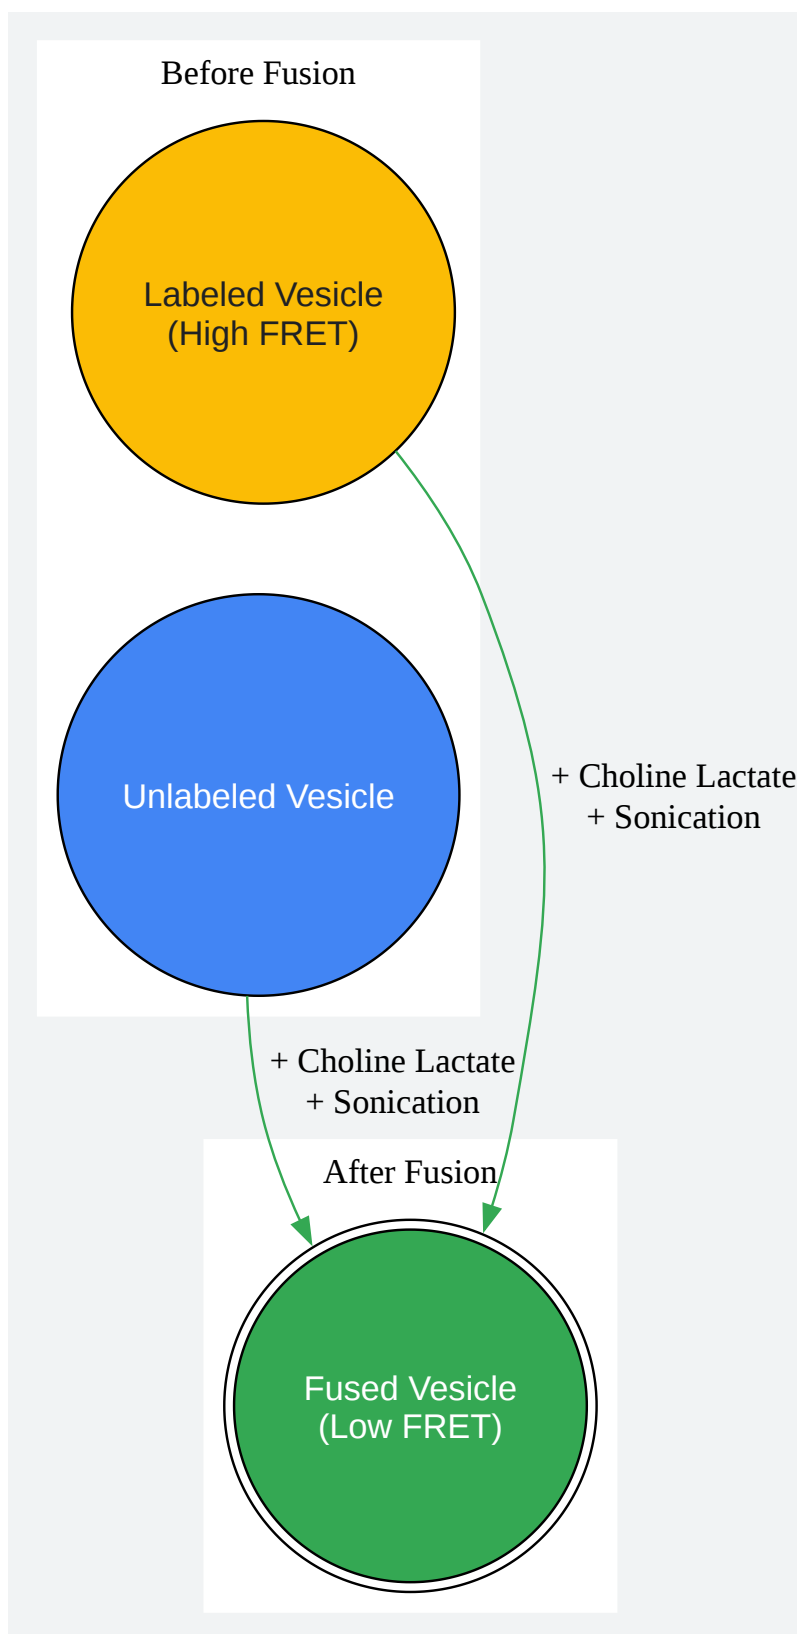 Before Fusion
Labeled Vesicle
(High FRET)
+ Choline Lactate
+ Sonication
Unlabeled Vesicle
+ Choline Lactate
+ Sonication
After Fusion
Fused Vesicle
(Low FRET)